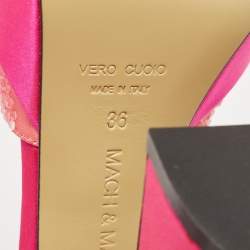 VERO CUOIO
MADE IN ITALY
36
MACH & M